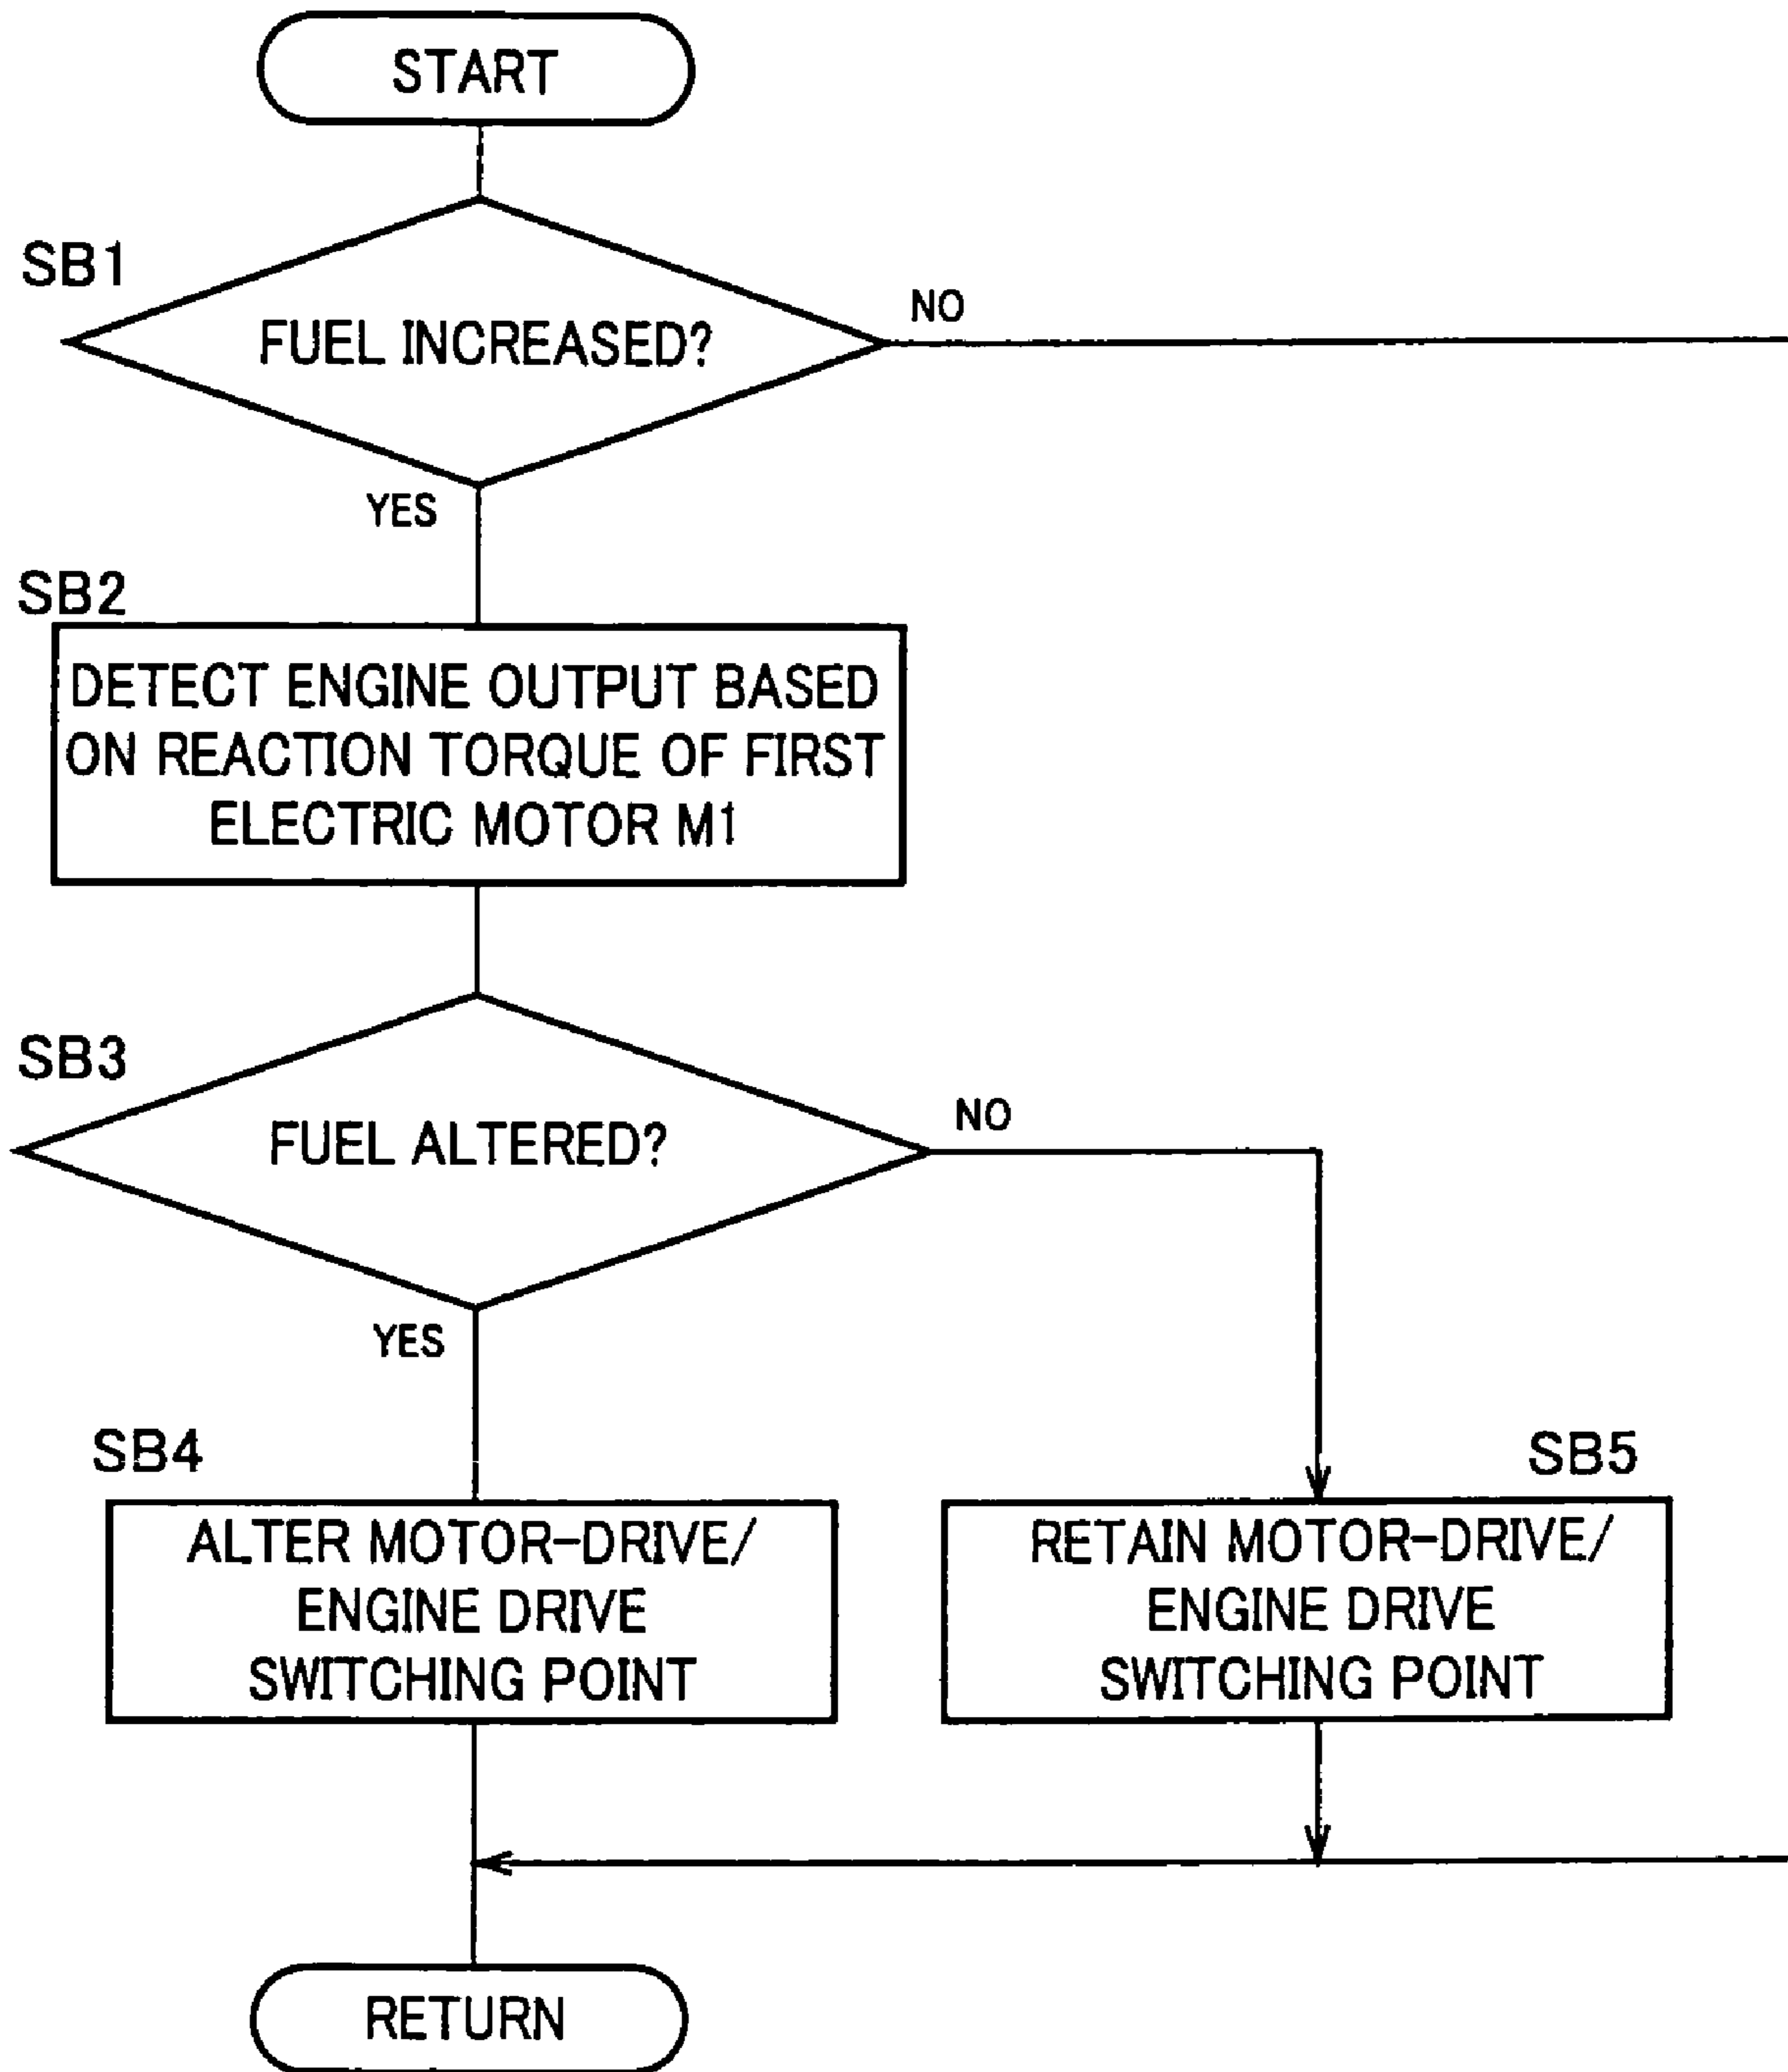 START
SB1
FUEL INCREASED?
NO
YES
SB2
DETECT ENGINE OUTPUT BASED
ON REACTION TORQUE OF FIRST
ELECTRIC MOTOR M1
SB3
FUEL ALTERED?
NO
YES
SB4
ALTER MOTOR-DRIVE/
ENGINE DRIVE
SWITCHING POINT
SB5
RETAIN MOTOR-DRIVE/
ENGINE DRIVE
SWITCHING POINT
RETURN